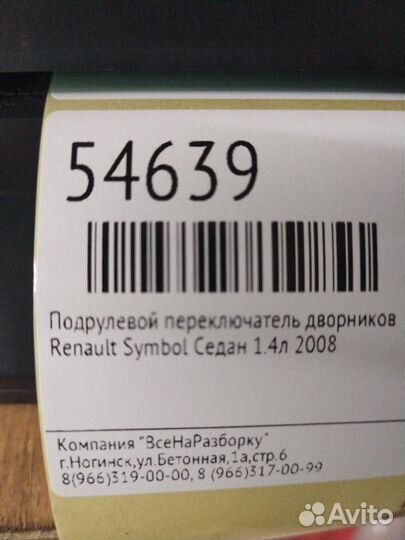 54639
Подрулевой переключатель дворников
Renault Symbol Седан 1.4л 2008
Компания "ВсеНаРазборку"
г.Ногинск,ул.Бетонная,1а,стр.6
8(966)319-00-00, 8 (966)317-00-99
Avito